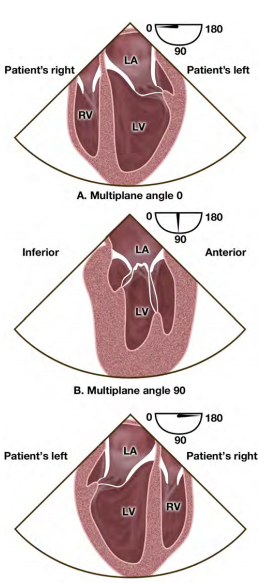 0 180
90
Patient's right Patient's left
LA
RV
LV
A. Multiplane angle 0
0 180
90
Inferior Anterior
LA
LV
B. Multiplane angle 90
0 180
90
Patient's left Patient's right
LA
LV
RV